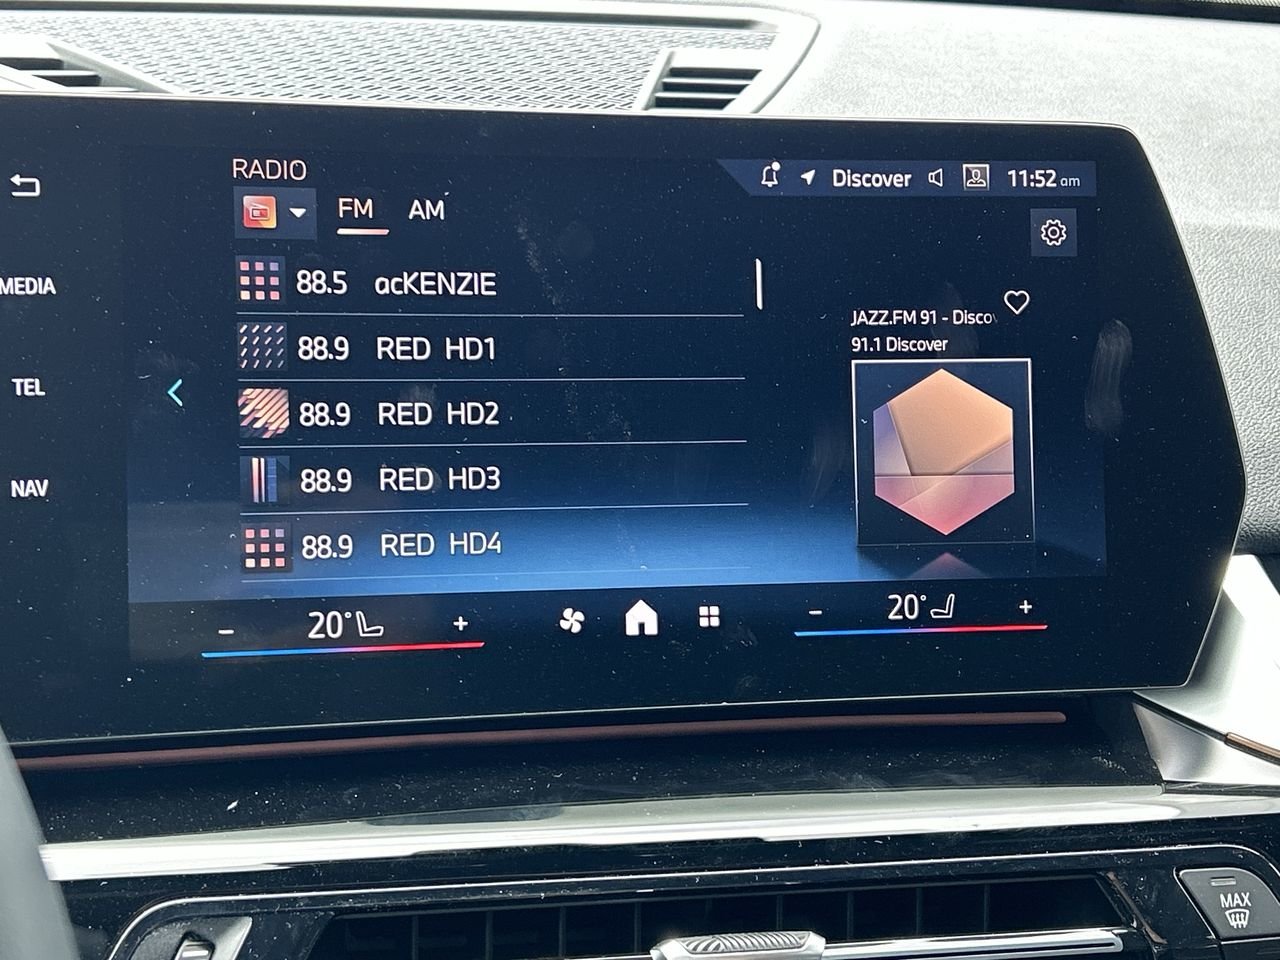 RADIO
Discover 11:52 am
FM AM
MEDIA
TEL
NAV
88.5 acKENZIE
88.9 RED HD1
88.9 RED HD2
88.9 RED HD3
88.9 RED HD4
JAZZ.FM 91 - Disco
91.1 Discover
- 20° +
- 20° +
MAX